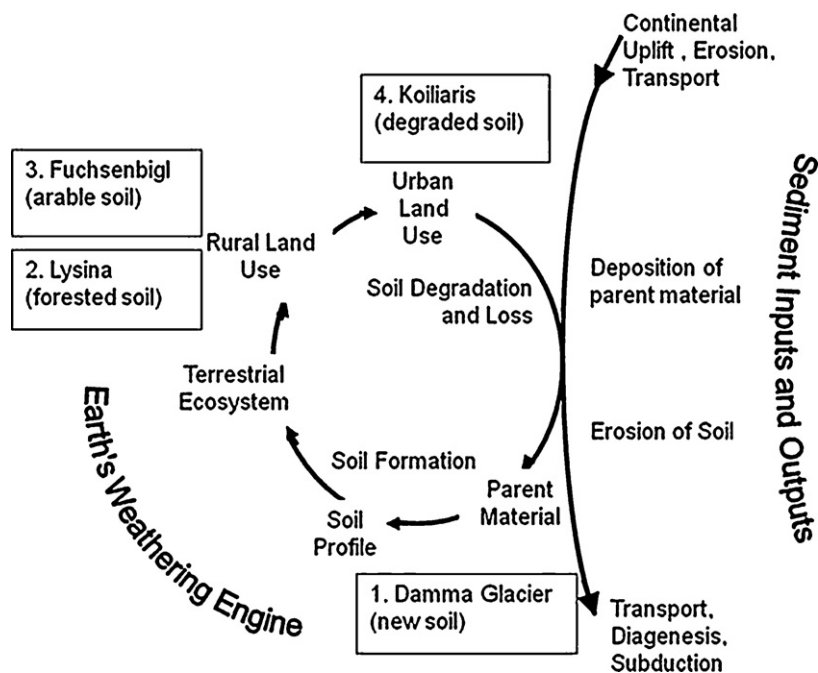 Continental
Uplift , Erosion,
Transport
4. Koiliaris
(degraded soil)
3. Fuchsenbigl
(arable soil)
Urban
Land
Use
Rural Land
Use
2. Lysina
(forested soil)
Soil Degradation
and Loss
Deposition of
parent material
Sediment Inputs and Outputs
Terrestrial
Ecosystem
Earth's Weathering Engine
Erosion of Soil
Soil Formation
Parent
Material
Soil
Profile
1. Damma Glacier
(new soil)
Transport,
Diagenesis,
Subduction